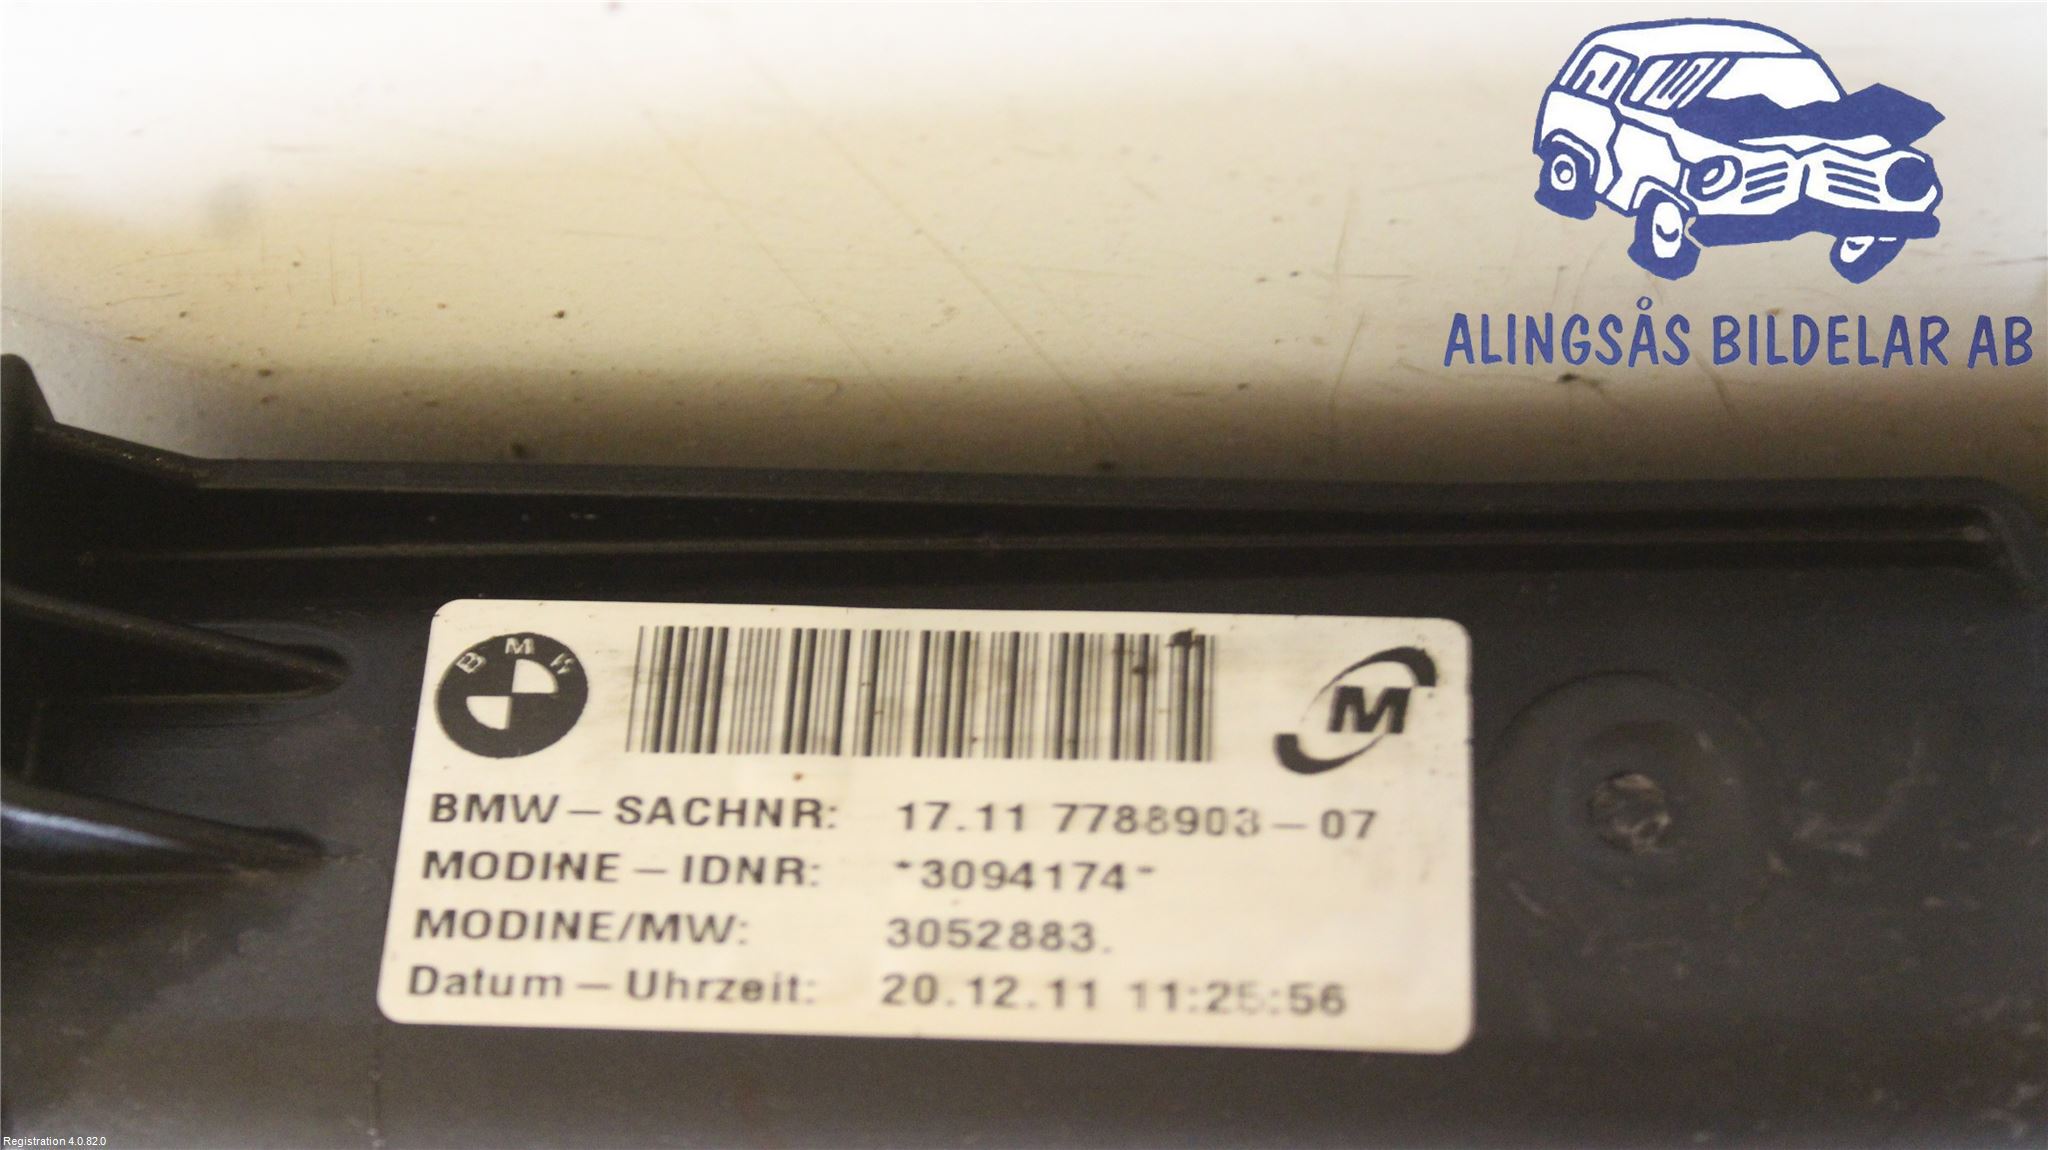 ALINGSÅS BILDELAR AB
BMW
M
BMW-SACHNR: 17.11 7788903-07
MODINE-IDNR: *3094174-
MODINE/MW: 3052883.
Datum-Uhrzeit: 20.12.11 11:25:56
Registration 4.0.82.0